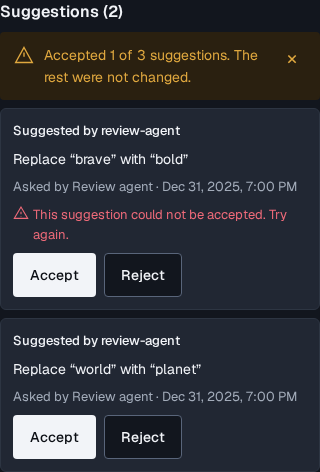 Suggestions (2)
Accepted 1 of 3 suggestions. The
rest were not changed.
×
Suggested by review-agent
Replace “brave” with “bold”
Asked by Review agent · Dec 31, 2025, 7:00 PM
This suggestion could not be accepted. Try
again.
Accept Reject
Suggested by review-agent
Replace “world” with “planet”
Asked by Review agent · Dec 31, 2025, 7:00 PM
Accept Reject